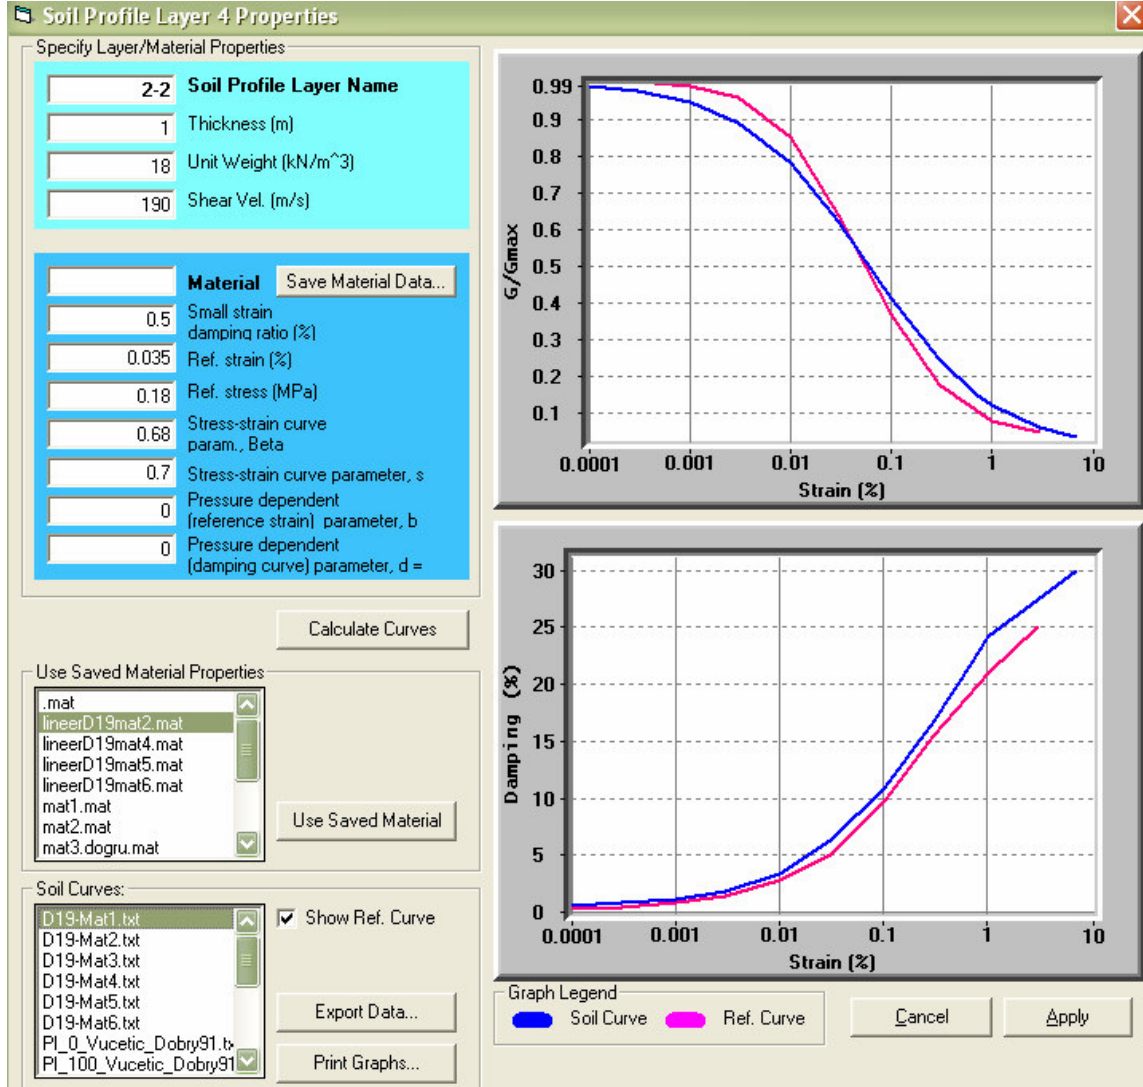 Soil Profile Layer 4 Properties
Specify Layer/Material Properties
2-2 Soil Profile Layer Name
1 Thickness (m)
18 Unit Weight (kN/m^3)
190 Shear Vel. (m/s)
Material Save Material Data...
0.5 Small strain
damping ratio (%)
0.035 Ref. strain (%)
0.18 Ref. stress (MPa)
0.68 Stress-strain curve
param., Beta
0.7 Stress-strain curve parameter, s
0 Pressure dependent
(reference strain) parameter, b
0 Pressure dependent
(damping curve) parameter, d =
Calculate Curves
Use Saved Material Properties
.mat
lineerD19mat2.mat
lineerD19mat4.mat
lineerD19mat5.mat
lineerD19mat6.mat
mat1.mat
mat2.mat
mat3.dogru.mat
Use Saved Material
Soil Curves:
D19-Mat1.txt
D19-Mat2.txt
D19-Mat3.txt
D19-Mat4.txt
D19-Mat5.txt
D19-Mat6.txt
PI_0_Vucetic_Dobry91.t
PI_100_Vucetic_Dobry91
Show Ref. Curve
Export Data...
Print Graphs...
G/Gmax
0.99
0.9
0.8
0.7
0.6
0.5
0.4
0.3
0.2
0.1
0.0001 0.001 0.01 0.1 1 10
Strain (%)
Damping (%)
30
25
20
15
10
5
0
0.0001 0.001 0.01 0.1 1 10
Strain (%)
Graph Legend
Soil Curve Ref. Curve
Cancel Apply